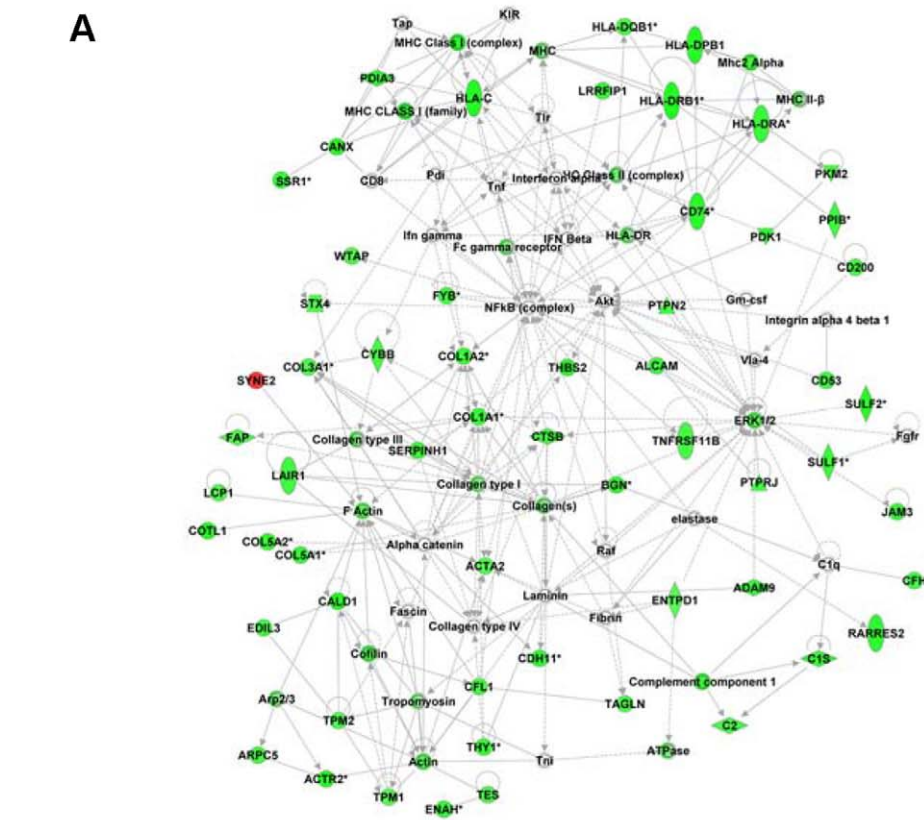 A
Tap
KIR
MHC Class I (complex)
HLA-DQB1*
MHC
HLA-DPB1
Mhc2 Alpha
PDIA3
LRRFIP1
HLA-C
HLA-DRB1*
MHC II-β
MHC CLASS I (family)
Tlr
HLA-DRA*
CANX
SSR1*
CD8
Pdi
Tnf
Interferon alpha
Class II (complex)
PKM2
CD74*
PPIB*
Ifn gamma
Fc gamma receptor
IFN Beta
HLA-DR
PDK1
WTAP
CD200
STX4
FYB*
NFkB (complex)
Akt
PTPN2
Gm-csf
Integrin alpha 4 beta 1
COL3A1*
CYBB
COL1A2*
THBS2
ALCAM
Vla-4
SYNE2
CD53
SULF2*
COL1A1*
ERK1/2
FAP
Collagen type III
SERPINH1
CTSB
TNFRSF11B
Fgfr
SULF1*
LAIR1
LCP1
Collagen type I
BGN*
PTPRJ
F Actin
Collagen(s)
JAM3
COTL1
elastase
COL5A2*
COL5A1*
Alpha catenin
Raf
ACTA2
C1q
CFH
Laminin
ADAM9
CALD1
Fascin
ENTPD1
Fibrin
EDIL3
Collagen type IV
RARRES2
Cofilin
CDH11*
C1S
CFL1
Complement component 1
Arp2/3
Tropomyosin
TAGLN
TPM2
C2
THY1*
ARPC5
Actin
Tni
ATPase
ACTR2*
TPM1
TES
ENAH*